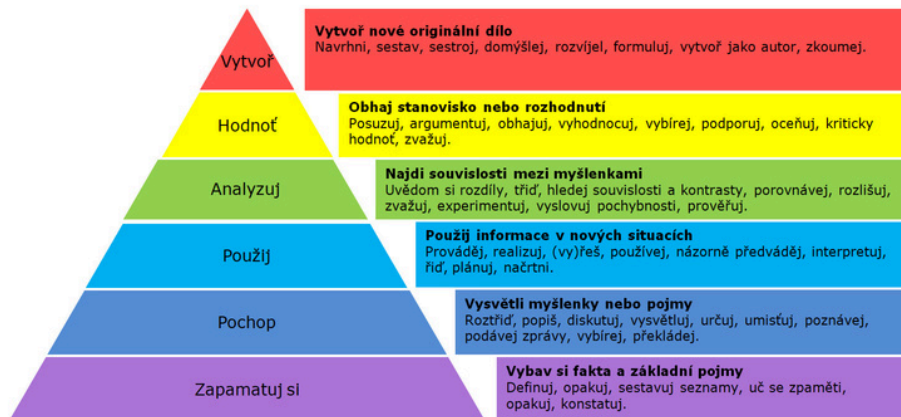 Vytvoř
Vytvoř nové originální dílo
Navrhni, sestav, sestroj, domýšlej, rozvíjel, formuluj, vytvoř jako autor, zkoumej.
Hodnoť
Obhaj stanovisko nebo rozhodnutí
Posuzuj, argumentuj, obhajuj, vyhodnocuj, vybírej, podporuj, oceňuj, kriticky
hodnoť, zvažuj.
Analyzuj
Najdi souvislosti mezi myšlenkami
Uvědom si rozdíly, třiď, hledej souvislosti a kontrasty, porovnávej, rozlišuj,
zvažuj, experimentuj, vyslovuj pochybnosti, prověřuj.
Použij
Použij informace v nových situacích
Prováděj, realizuj, (vy)řeš, používej, názorně předváděj, interpretuj,
řiď, plánuj, načrtni.
Pochop
Vysvětli myšlenky nebo pojmy
Roztřiď, popiš, diskutuj, vysvětluj, určuj, umisťuj, poznávej,
podávej zprávy, vybírej, překládej.
Zapamatuj si
Vybav si fakta a základní pojmy
Definuj, opakuj, sestavuj seznamy, uč se zpaměti,
opakuj, konstatuj.